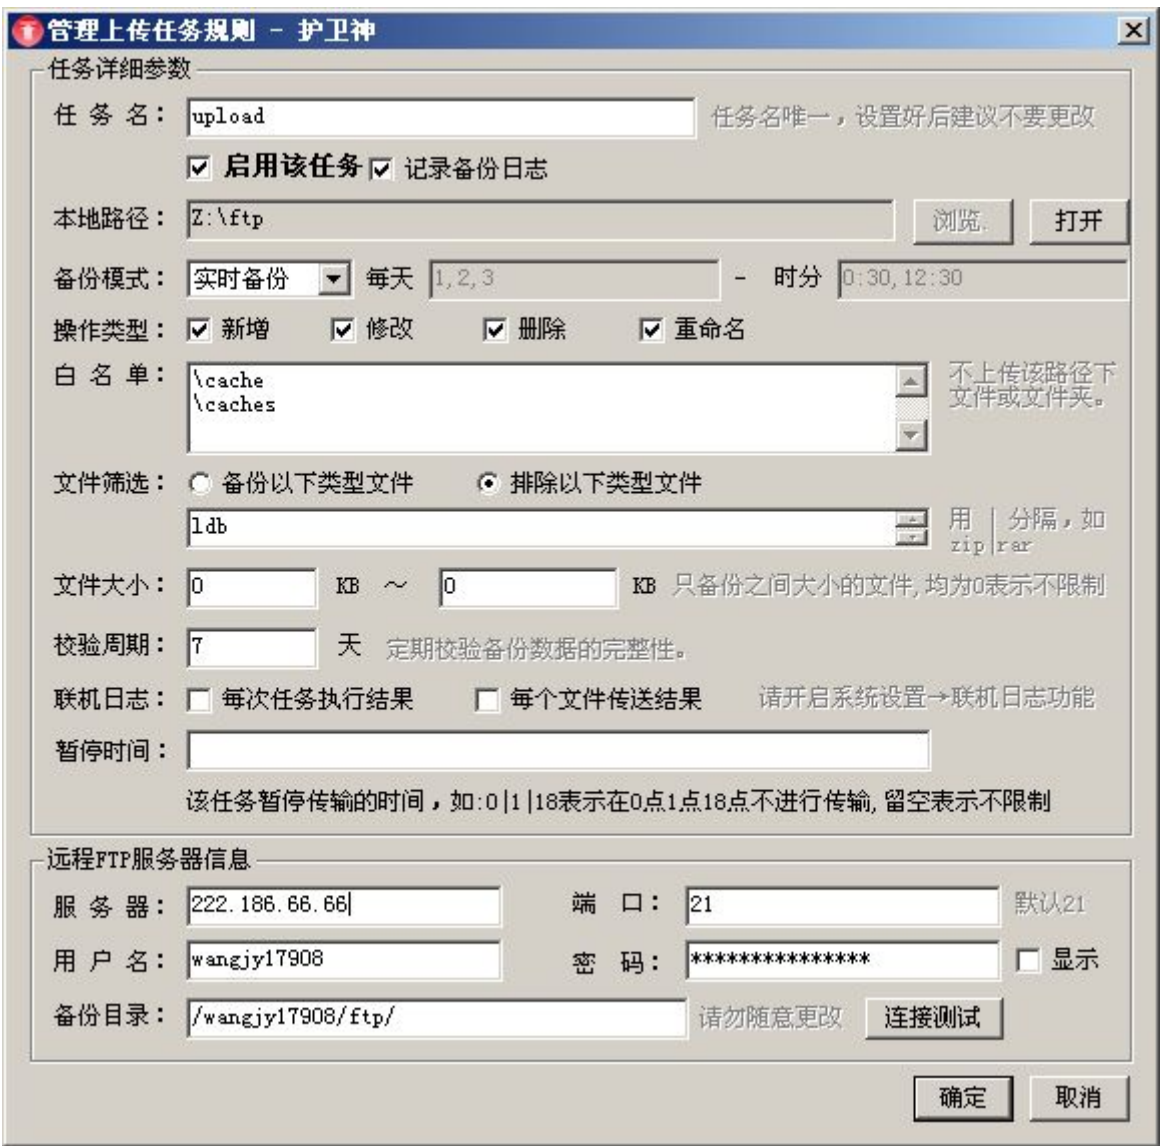 管理上传任务规则 - 护卫神
任务详细参数
任 务 名： upload 任务名唯一，设置好后建议不要更改
启用该任务 记录备份日志
本地路径： Z:\ftp 浏览. 打开
备份模式： 实时备份 每天 1,2,3 - 时分 0:30,12:30
操作类型： 新增 修改 删除 重命名
白 名 单： \cache 不上传该路径下
\caches 文件或文件夹。
文件筛选： 备份以下类型文件 排除以下类型文件
ldb 用 | 分隔，如
zip|rar
文件大小： 0 KB ～ 0 KB 只备份之间大小的文件,均为0表示不限制
校验周期： 7 天 定期校验备份数据的完整性。
联机日志： 每次任务执行结果 每个文件传送结果 请开启系统设置→联机日志功能
暂停时间：
该任务暂停传输的时间，如:0|1|18表示在0点1点18点不进行传输,留空表示不限制
远程FTP服务器信息
服 务 器： 222.186.66.66 端 口： 21 默认21
用 户 名： wangjy17908 密 码： *************** 显示
备份目录： /wangjy17908/ftp/ 请勿随意更改 连接测试
确定 取消